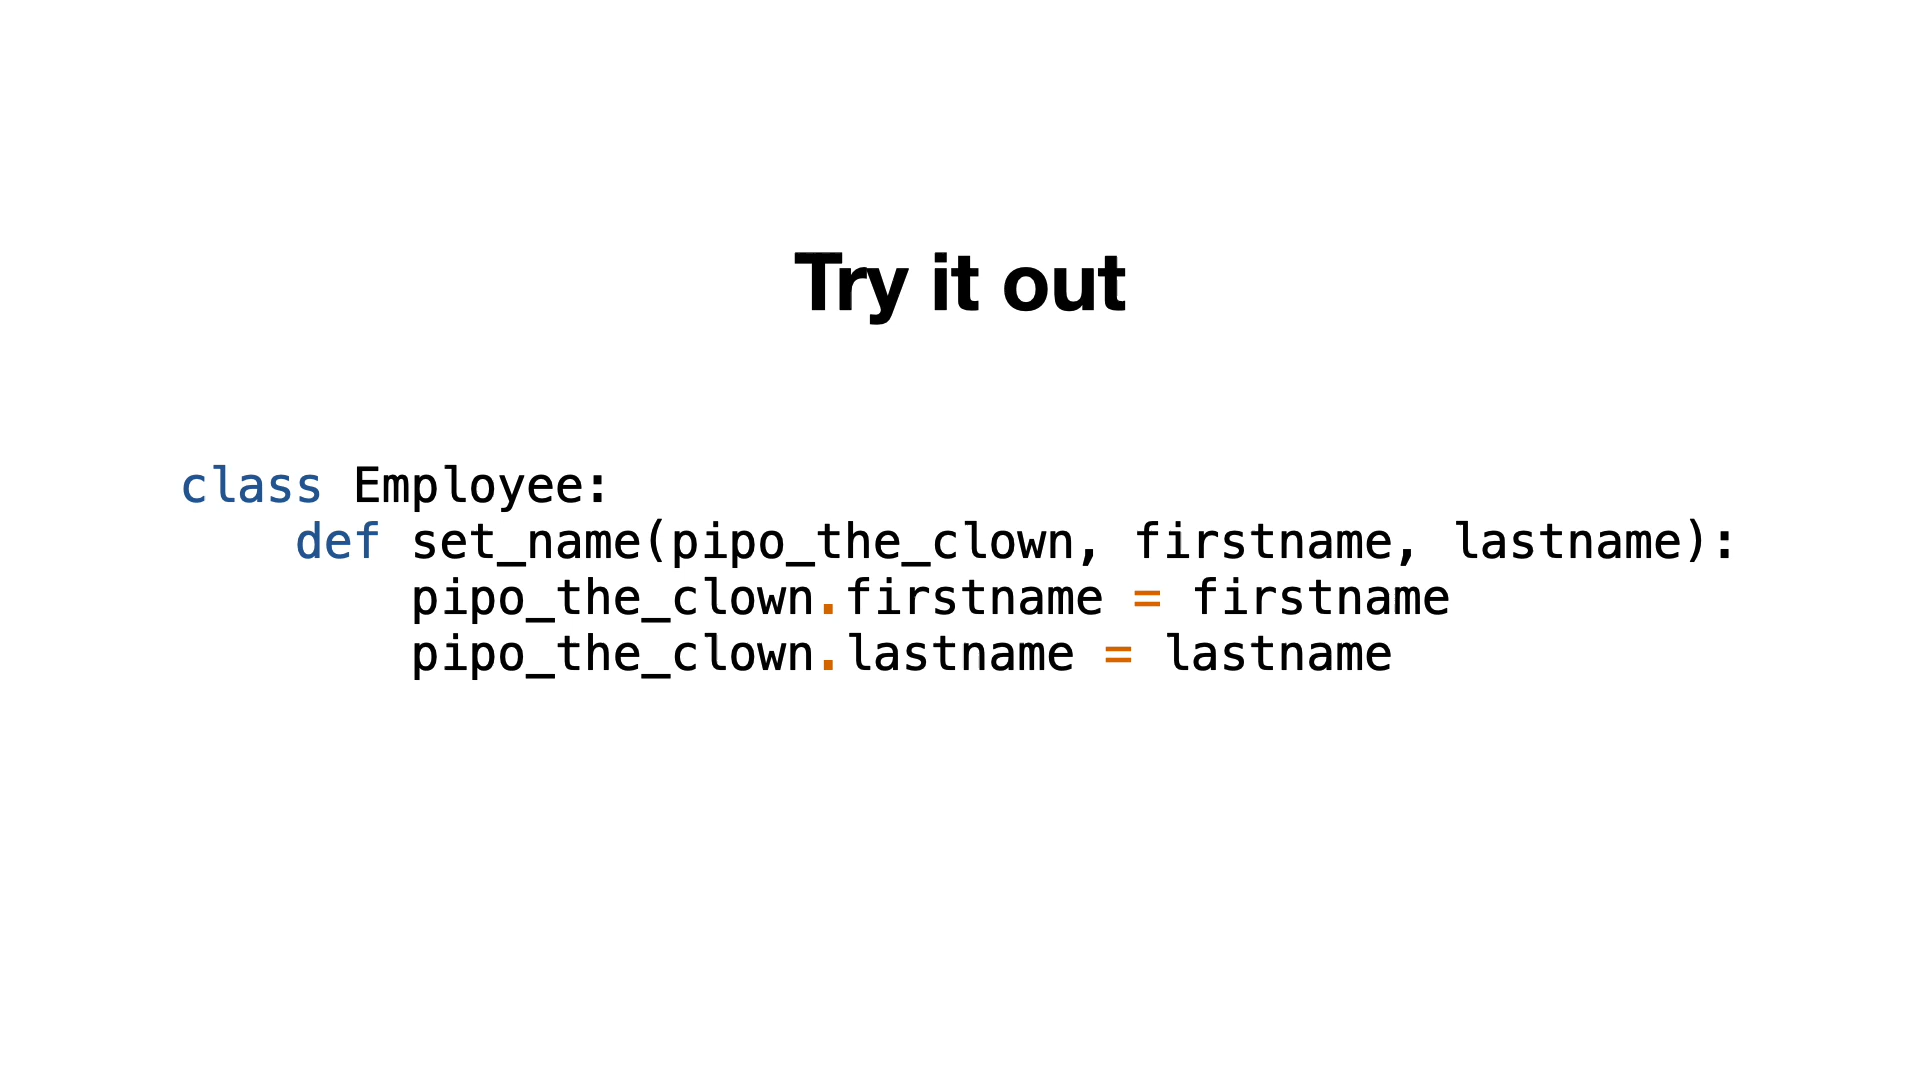 Try it out
class Employee:
    def set_name(pipo_the_clown, firstname, lastname):
        pipo_the_clown.firstname = firstname
        pipo_the_clown.lastname = lastname